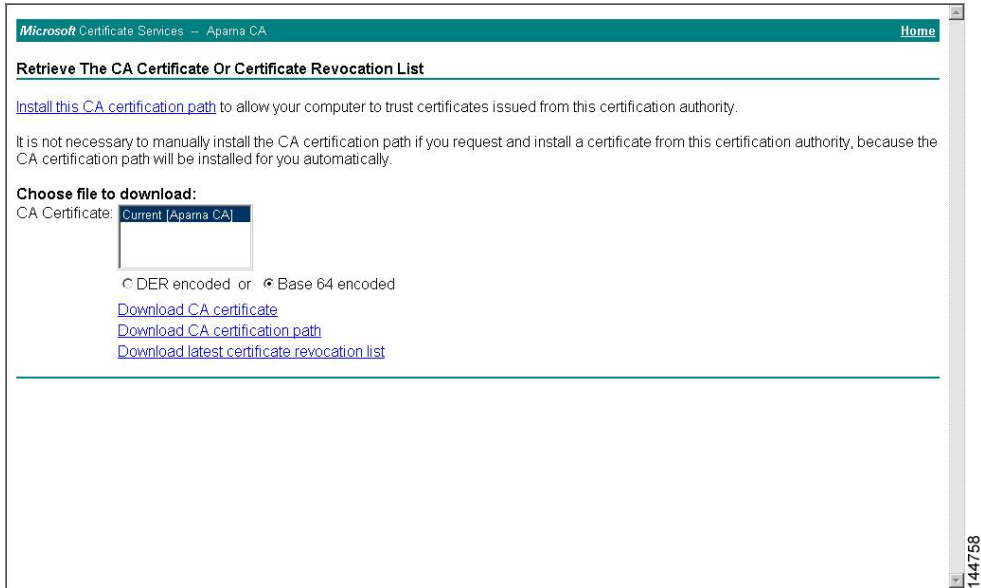 Microsoft Certificate Services -- Aparna CA Home
Retrieve The CA Certificate Or Certificate Revocation List
Install this CA certification path to allow your computer to trust certificates issued from this certification authority.
It is not necessary to manually install the CA certification path if you request and install a certificate from this certification authority, because the
CA certification path will be installed for you automatically.
Choose file to download:
CA Certificate: Current [Aparna CA]
DER encoded or Base 64 encoded
Download CA certificate
Download CA certification path
Download latest certificate revocation list
144758